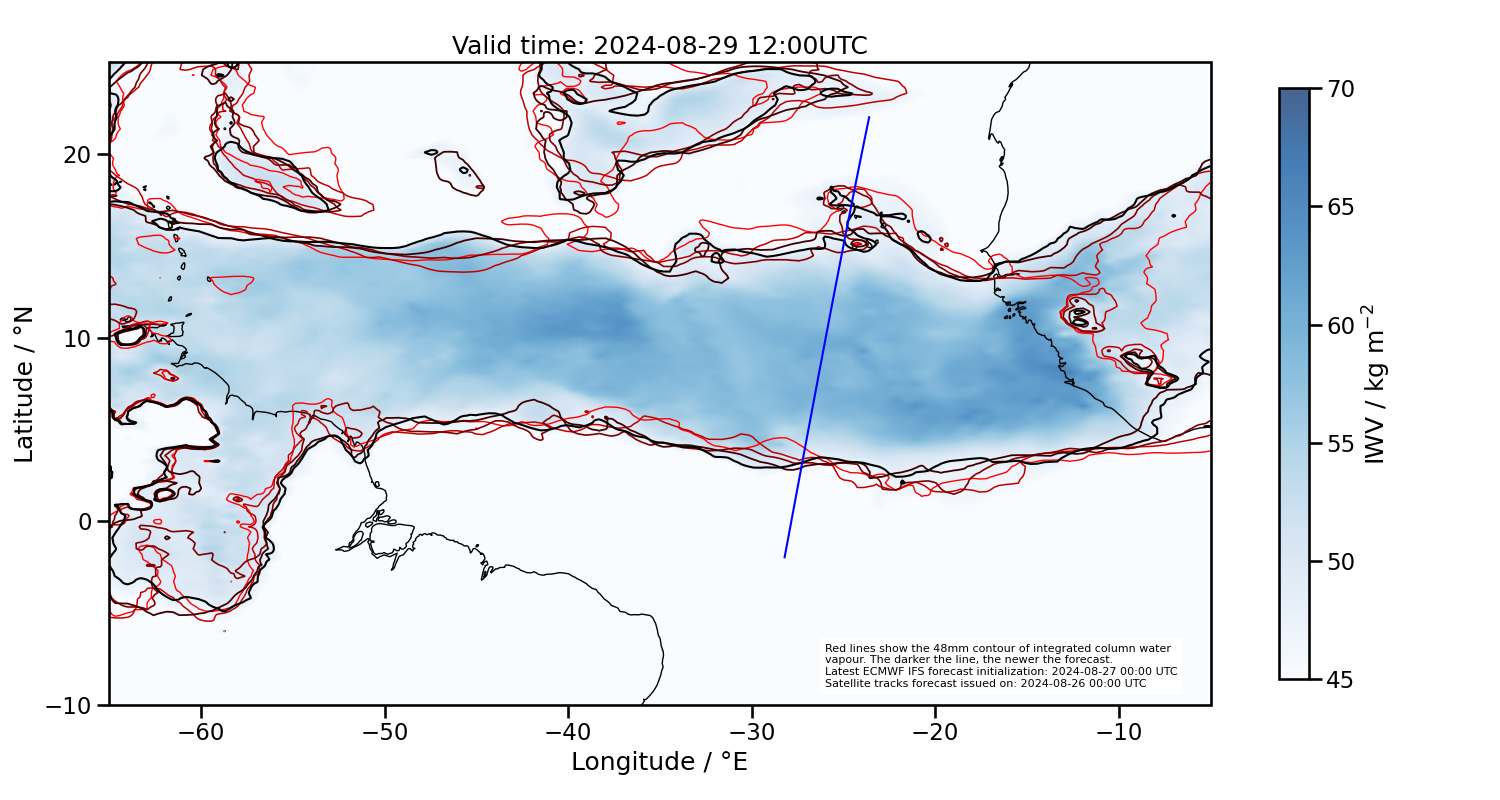 Valid time: 2024-08-29 12:00UTC
20
10
0
−10
Latitude / °N
−60
−50
−40
−30
−20
−10
Longitude / °E
Red lines show the 48mm contour of integrated column water
vapour. The darker the line, the newer the forecast.
Latest ECMWF IFS forecast initialization: 2024-08-27 00:00 UTC
Satellite tracks forecast issued on: 2024-08-26 00:00 UTC
70
65
60
55
50
45
IWV / kg m−2